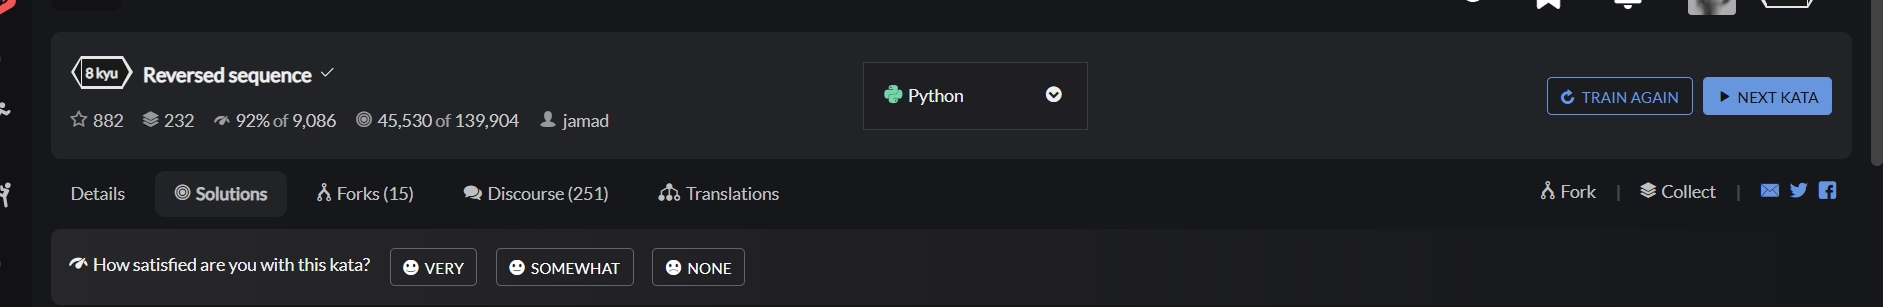 8 kyu Reversed sequence
882 232 92% of 9,086 45,530 of 139,904 jamad
Python
TRAIN AGAIN NEXT KATA
Details Solutions Forks (15) Discourse (251) Translations
Fork | Collect |
How satisfied are you with this kata? VERY SOMEWHAT NONE